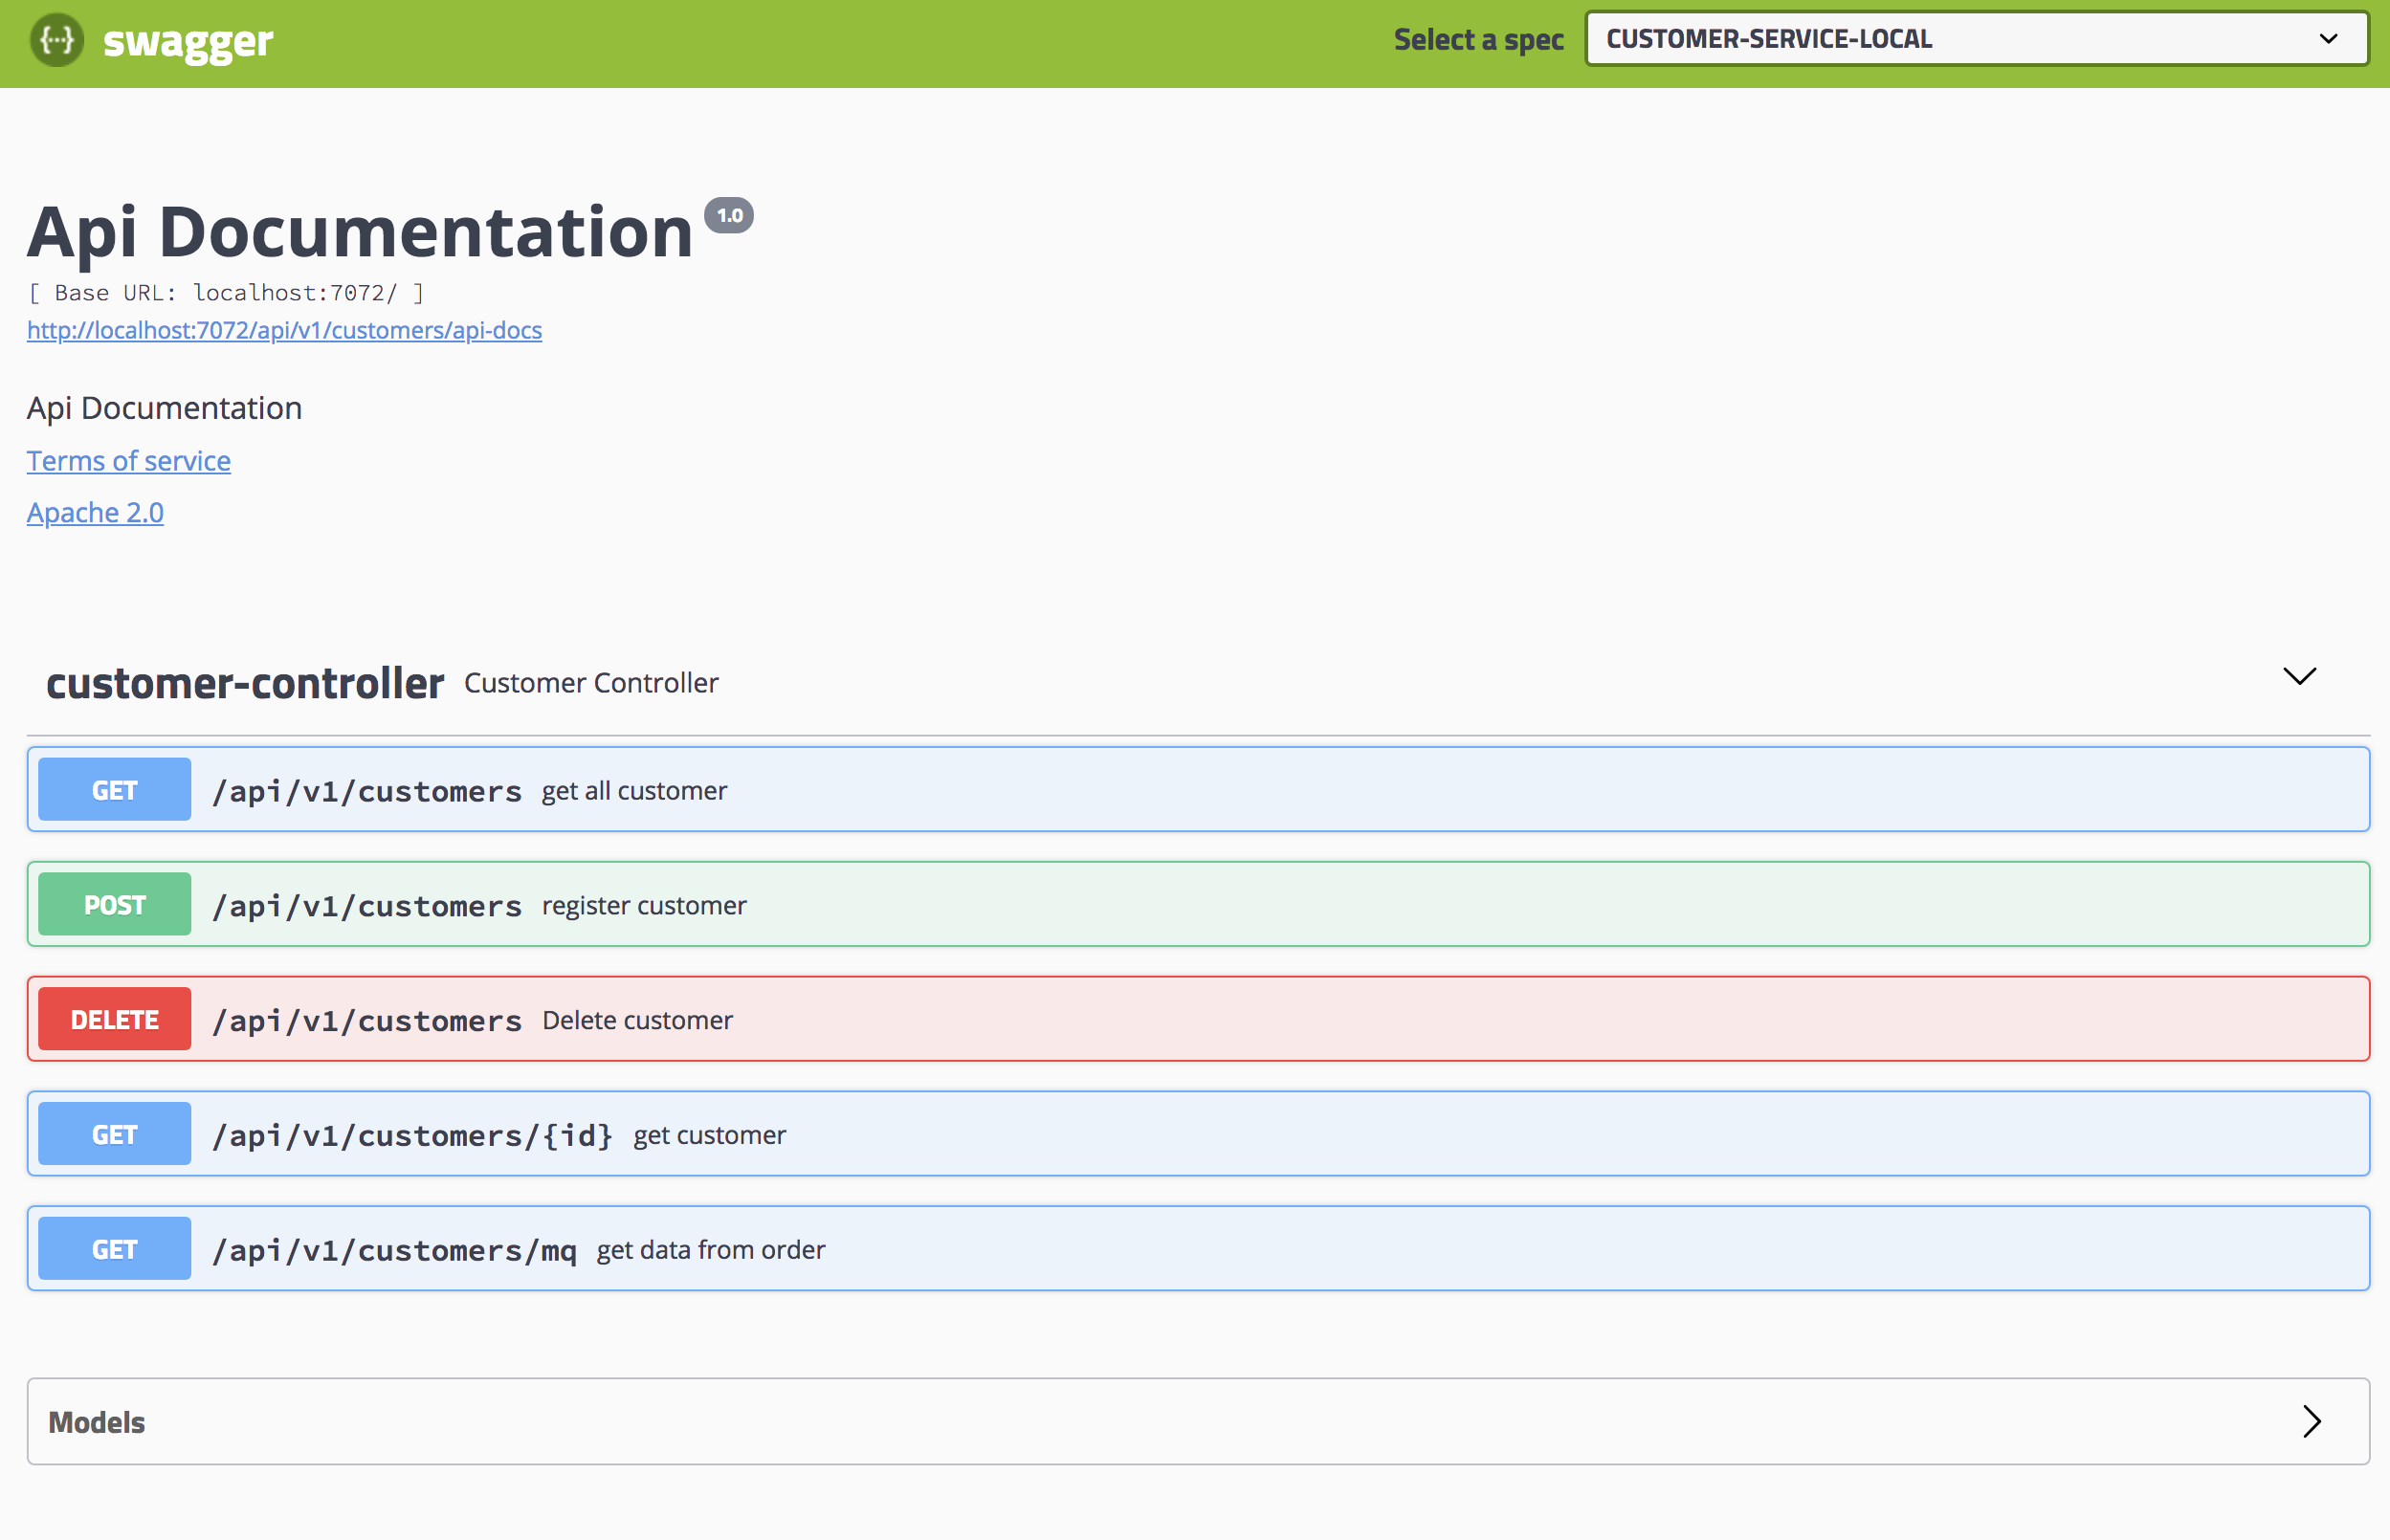 {...} swagger Select a spec CUSTOMER-SERVICE-LOCAL
Api Documentation 1.0
[ Base URL: localhost:7072/ ]
http://localhost:7072/api/v1/customers/api-docs
Api Documentation
Terms of service
Apache 2.0
customer-controller Customer Controller
GET /api/v1/customers get all customer
POST /api/v1/customers register customer
DELETE /api/v1/customers Delete customer
GET /api/v1/customers/{id} get customer
GET /api/v1/customers/mq get data from order
Models